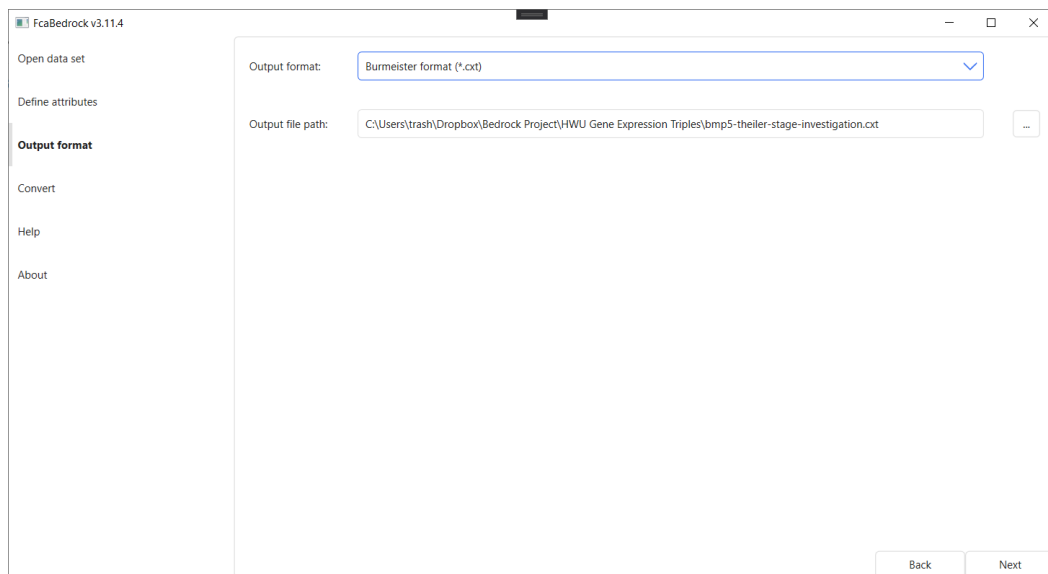 FcaBedrock v3.11.4
Open data set
Define attributes
Output format
Convert
Help
About
Output format: Burmeister format (*.cxt)
Output file path: C:\Users\trash\Dropbox\Bedrock Project\HWU Gene Expression Triples\bmp5-theiler-stage-investigation.cxt ...
Back Next